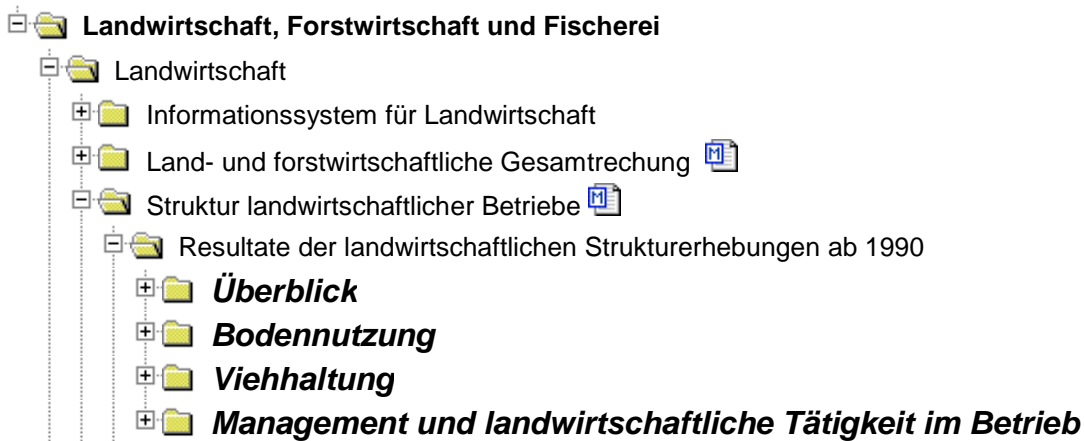 Landwirtschaft, Forstwirtschaft und Fischerei
Landwirtschaft
Informationssystem für Landwirtschaft
Land- und forstwirtschaftliche Gesamtrechung M
Struktur landwirtschaftlicher Betriebe M
Resultate der landwirtschaftlichen Strukturerhebungen ab 1990
Überblick
Bodennutzung
Viehhaltung
Management und landwirtschaftliche Tätigkeit im Betrieb